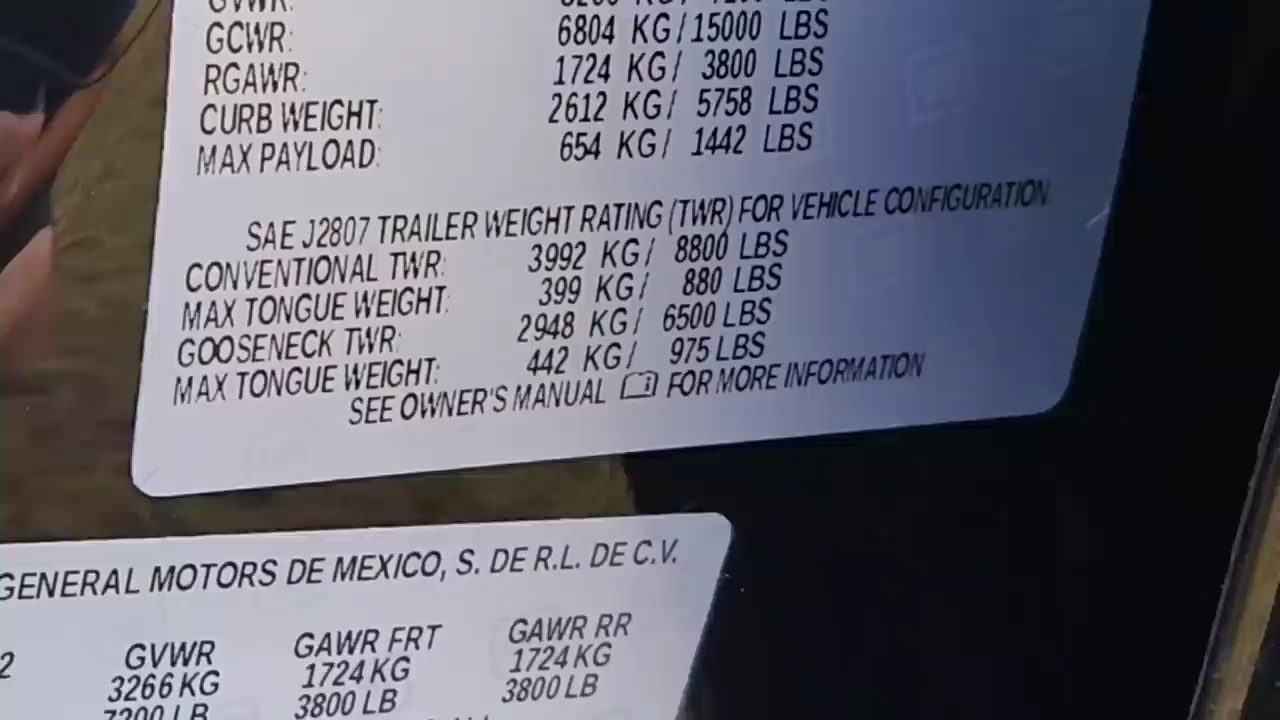 GVWR:
GCWR: 6804 KG/15000 LBS
RGAWR: 1724 KG/ 3800 LBS
CURB WEIGHT: 2612 KG/ 5758 LBS
MAX PAYLOAD: 654 KG/ 1442 LBS
SAE J2807 TRAILER WEIGHT RATING (TWR) FOR VEHICLE CONFIGURATION
CONVENTIONAL TWR: 3992 KG/ 8800 LBS
MAX TONGUE WEIGHT: 399 KG/ 880 LBS
GOOSENECK TWR: 2948 KG/ 6500 LBS
MAX TONGUE WEIGHT: 442 KG/ 975 LBS
SEE OWNER'S MANUAL FOR MORE INFORMATION
GENERAL MOTORS DE MEXICO, S. DE R.L. DE C.V.
2 GVWR GAWR FRT GAWR RR
3266 KG 1724 KG 1724 KG
7200 LB 3800 LB 3800 LB